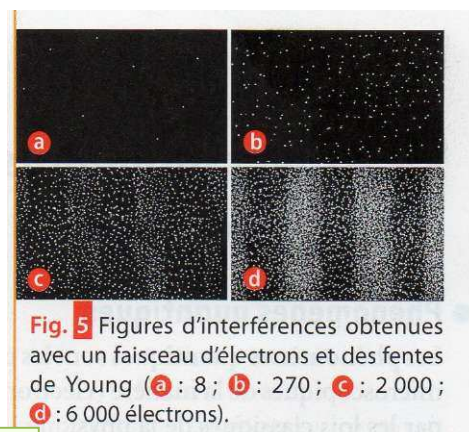 a
b
c
d
Fig. 5 Figures d'interférences obtenues
avec un faisceau d'électrons et des fentes
de Young (a : 8 ; b : 270 ; c : 2 000 ;
d : 6 000 électrons).